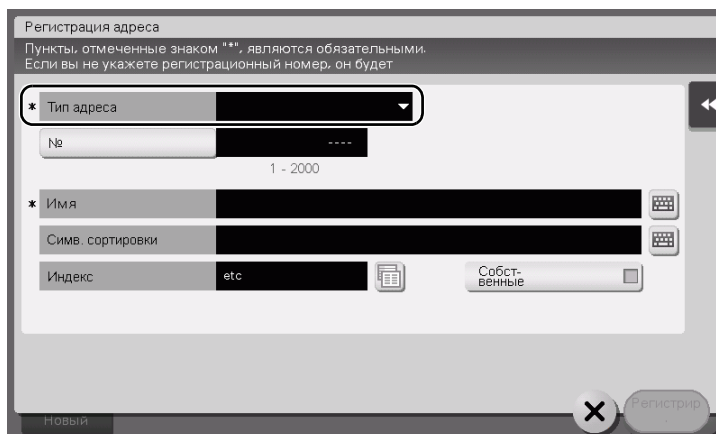 Регистрация адреса
Пункты, отмеченные знаком "*", являются обязательными.
Если вы не укажете регистрационный номер, он будет
* Тип адреса
№ ----
1 - 2000
* Имя
Симв. сортировки
Индекс etc Собст-
венные
Новый
Регистрир.